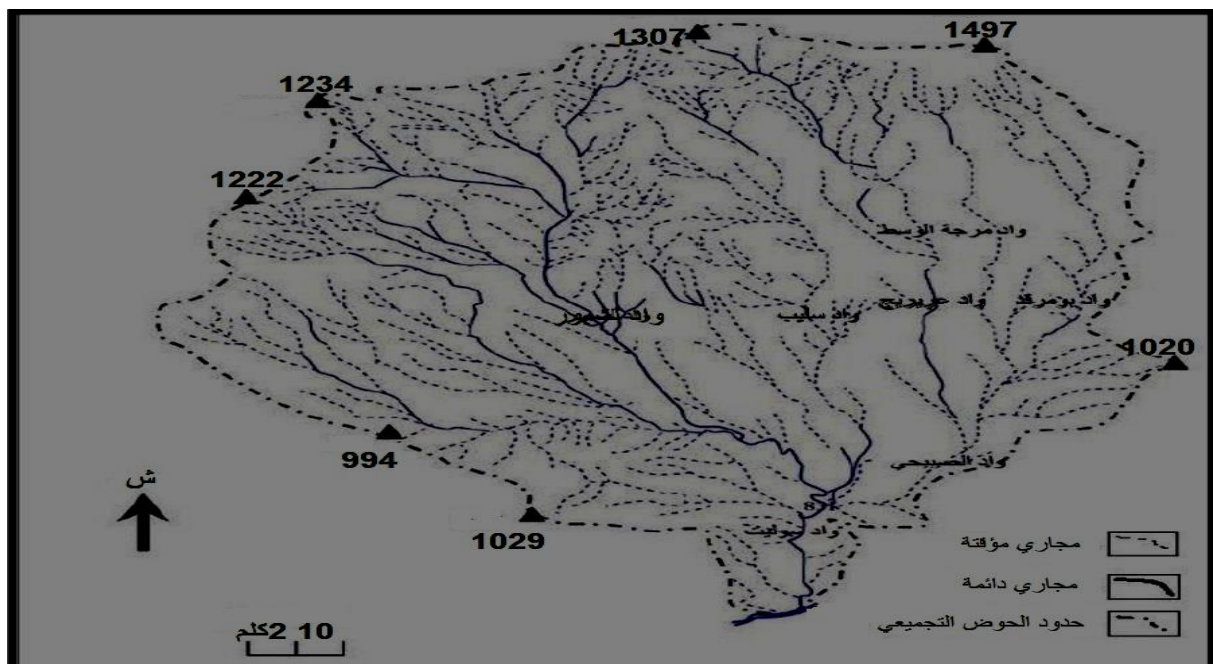 1307
1497
1234
1222
واد مرجة الوسط
واد بومرقد
واد سليب
1020
994
واد الصبيحي
ش
1029
مجاري مؤقتة
مجاري دائمة
حدود الحوض التجميعي
10 2كلم